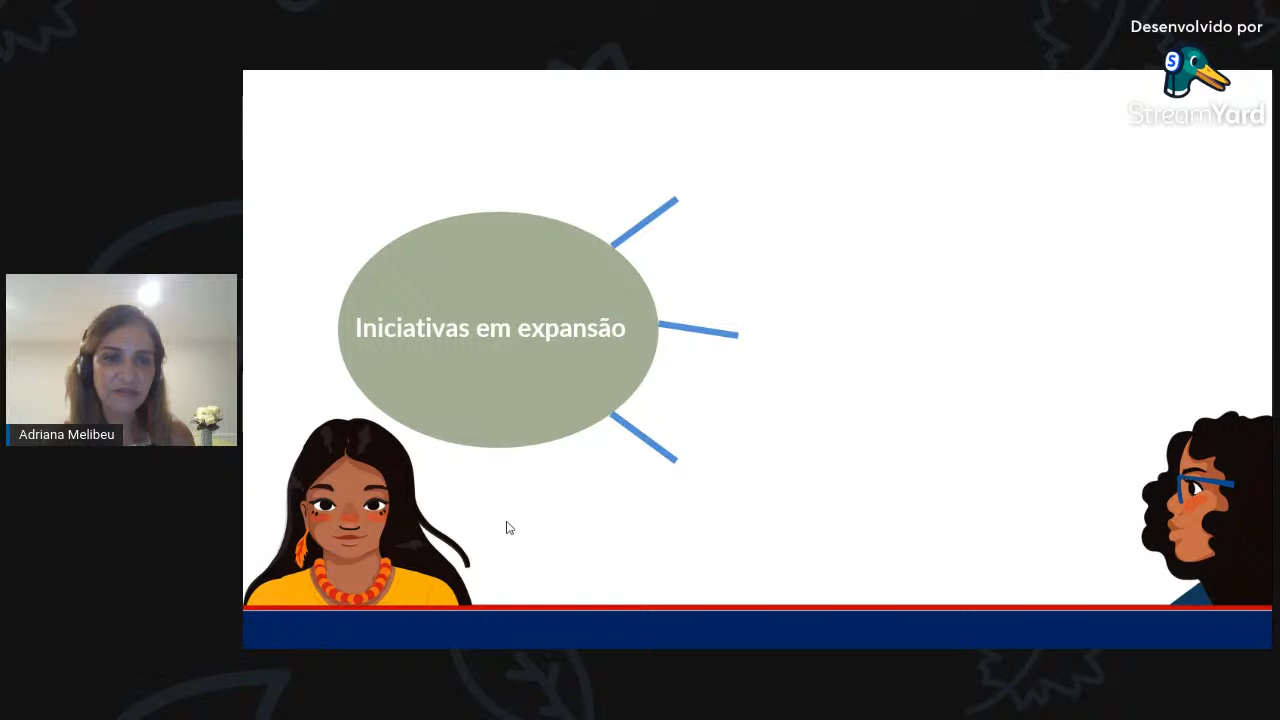 Desenvolvido por
S
StreamYard
Iniciativas em expansão
Adriana Melibeu